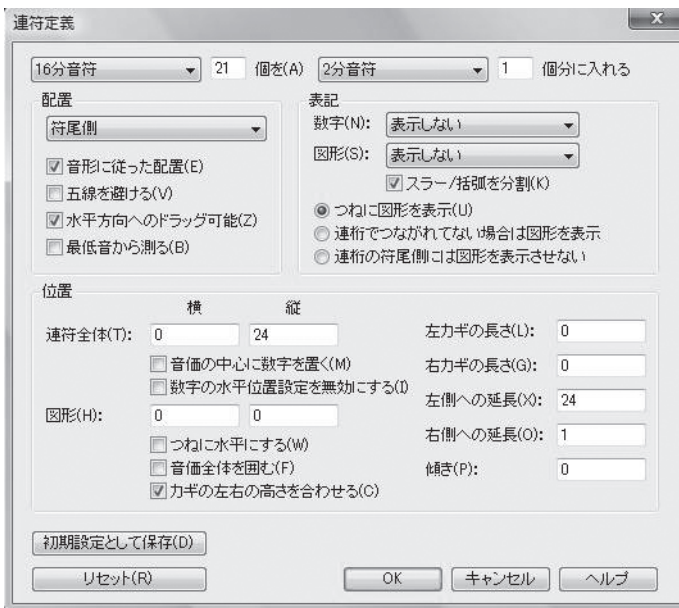 連符定義
16分音符 21 個を(A) 2分音符 1 個分に入れる
配置
符尾側
音形に従った配置(E)
五線を避ける(V)
水平方向へのドラッグ可能(Z)
最低音から測る(B)
表記
数字(N): 表示しない
図形(S): 表示しない
スラー/括弧を分割(K)
つねに図形を表示(U)
連桁でつながれてない場合は図形を表示
連桁の符尾側には図形を表示させない
位置
横 縦
連符全体(T): 0 24
音価の中心に数字を置く(M)
数字の水平位置設定を無効にする(I)
図形(H): 0 0
つねに水平にする(W)
音価全体を囲む(F)
カギの左右の高さを合わせる(C)
左カギの長さ(L): 0
右カギの長さ(G): 0
左側への延長(X): 24
右側への延長(O): 1
傾き(P): 0
初期設定として保存(D)
リセット(R) OK キャンセル ヘルプ